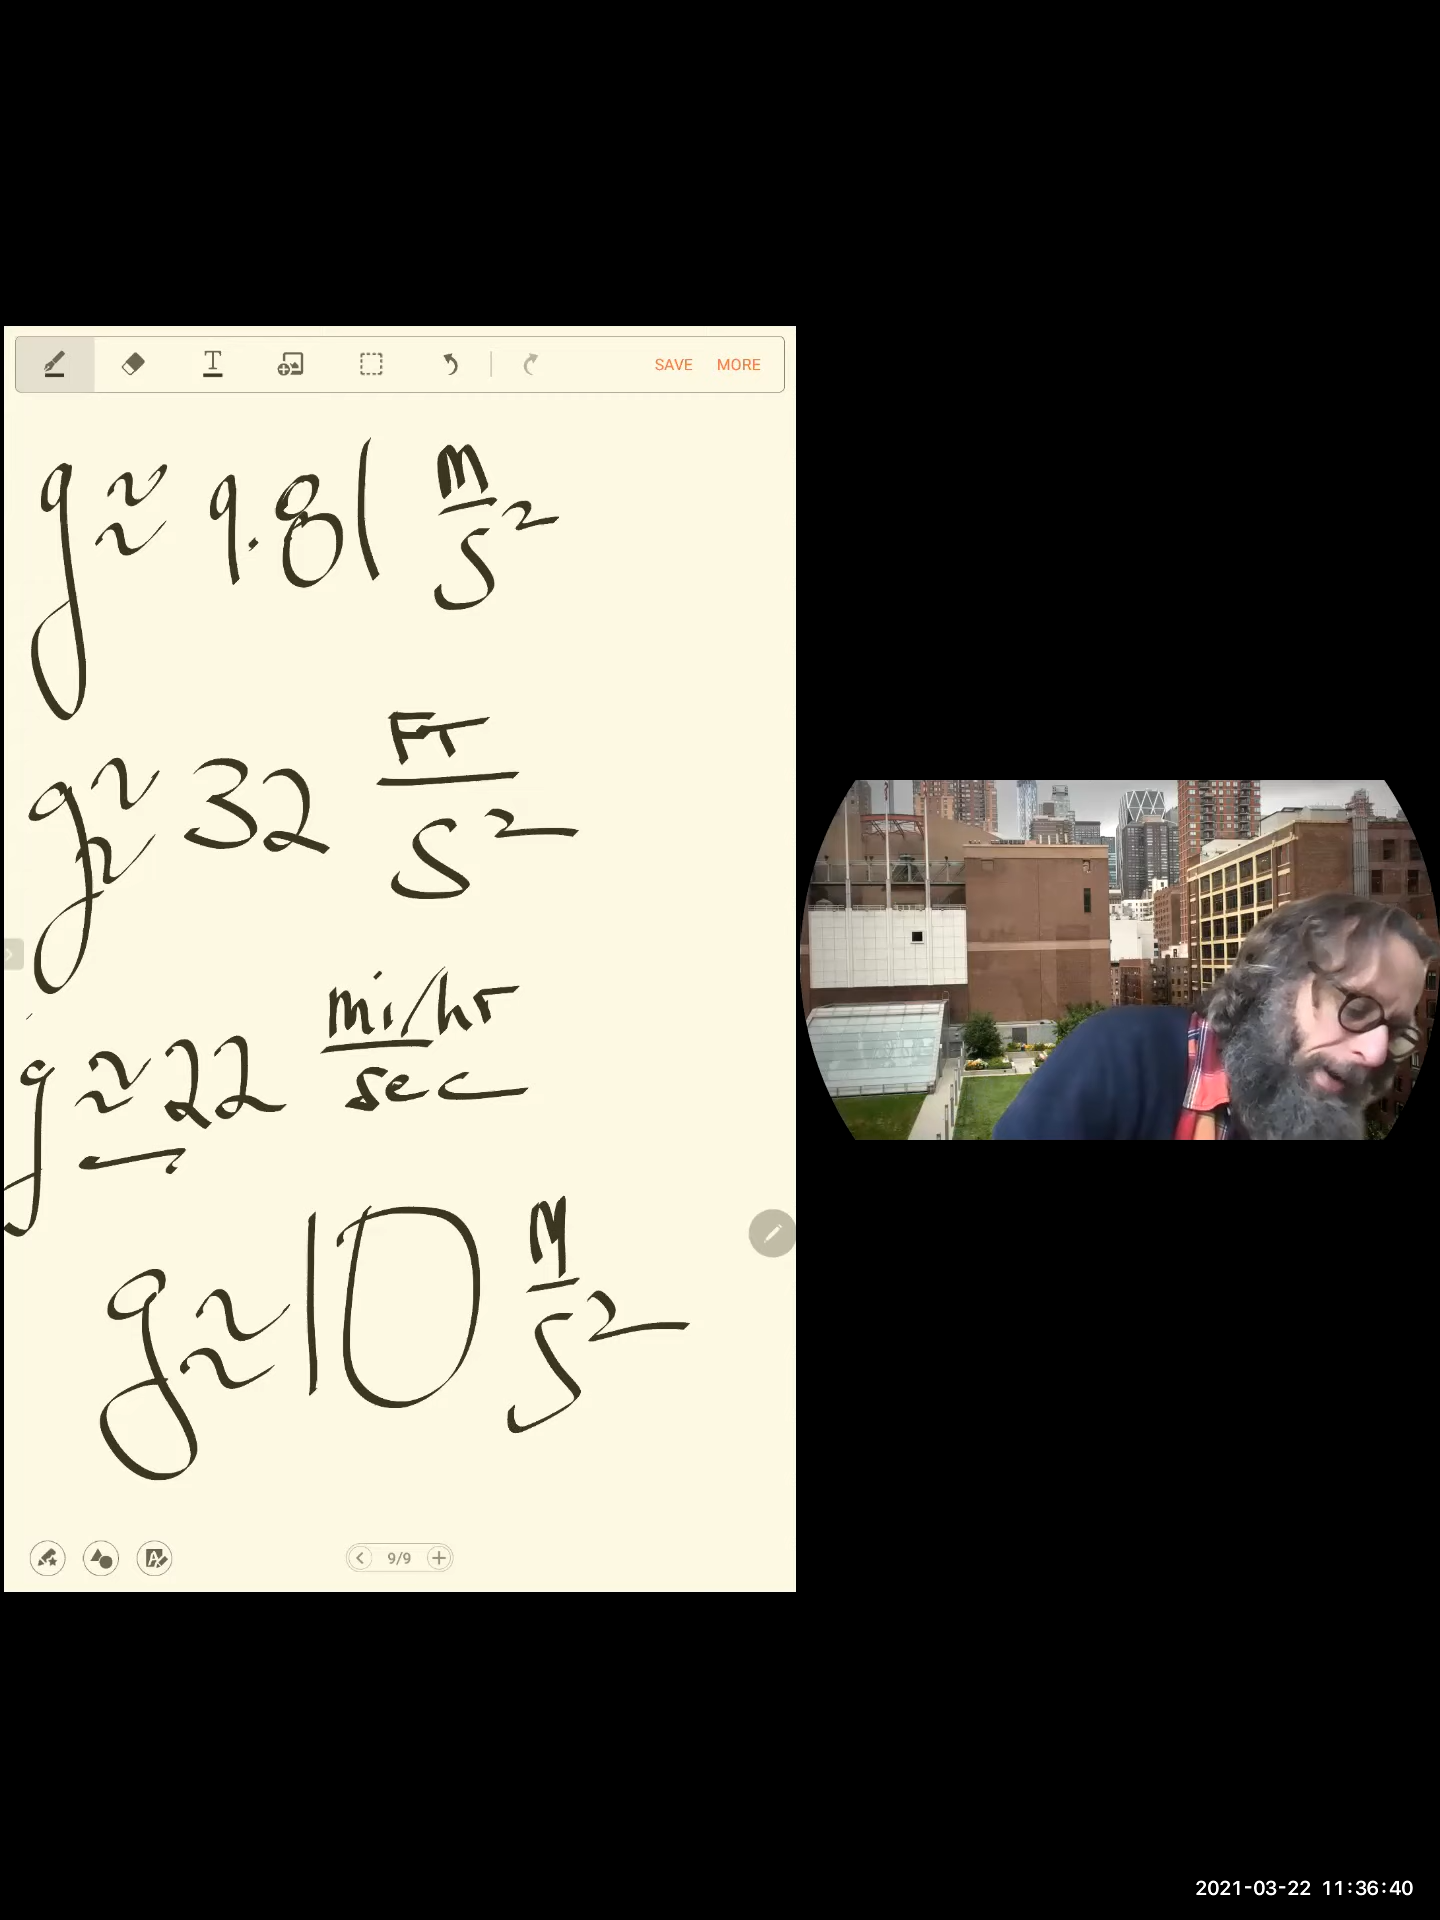 T
SAVE MORE
g ≈ 9.81 m/s²
g ≈ 32 FT/s²
g ≈ 22 mi/hr/sec
g ≈ 10 m/s²
A
9/9
2021-03-22 11:36:40